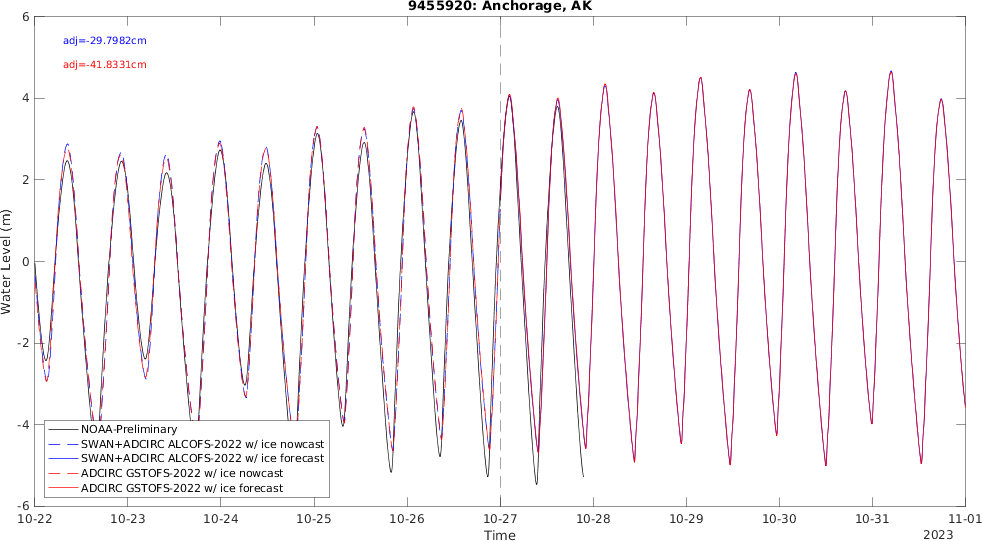 9455920: Anchorage, AK
adj=-29.7982cm
adj=-41.8331cm
Water Level (m)
6
4
2
0
-2
-4
-6
NOAA-Preliminary
SWAN+ADCIRC ALCOFS-2022 w/ ice nowcast
SWAN+ADCIRC ALCOFS-2022 w/ ice forecast
ADCIRC GSTOFS-2022 w/ ice nowcast
ADCIRC GSTOFS-2022 w/ ice forecast
10-22 10-23 10-24 10-25 10-26 10-27 10-28 10-29 10-30 10-31 11-01
Time
2023